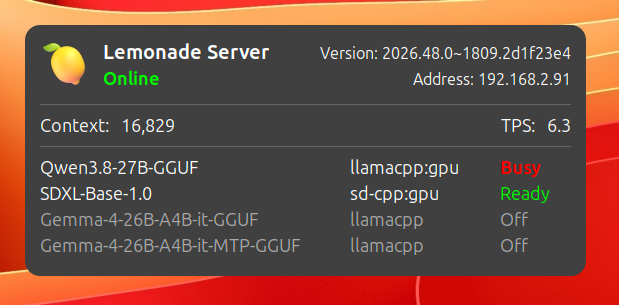 Lemonade Server Version: 2026.48.0~1809.2d1f23e4
Online Address: 192.168.2.91
Context: 16,829 TPS: 6.3
Qwen3.8-27B-GGUF llamacpp:gpu Busy
SDXL-Base-1.0 sd-cpp:gpu Ready
Gemma-4-26B-A4B-it-GGUF llamacpp Off
Gemma-4-26B-A4B-it-MTP-GGUF llamacpp Off